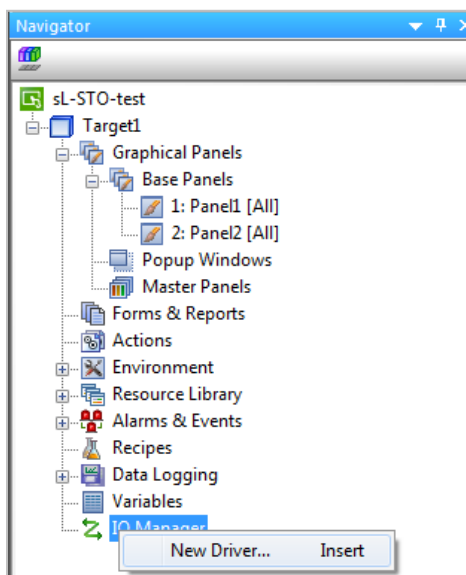 Navigator
sL-STO-test
Target1
Graphical Panels
Base Panels
1: Panel1 [All]
2: Panel2 [All]
Popup Windows
Master Panels
Forms & Reports
Actions
Environment
Resource Library
Alarms & Events
Recipes
Data Logging
Variables
IO Manager
New Driver... Insert